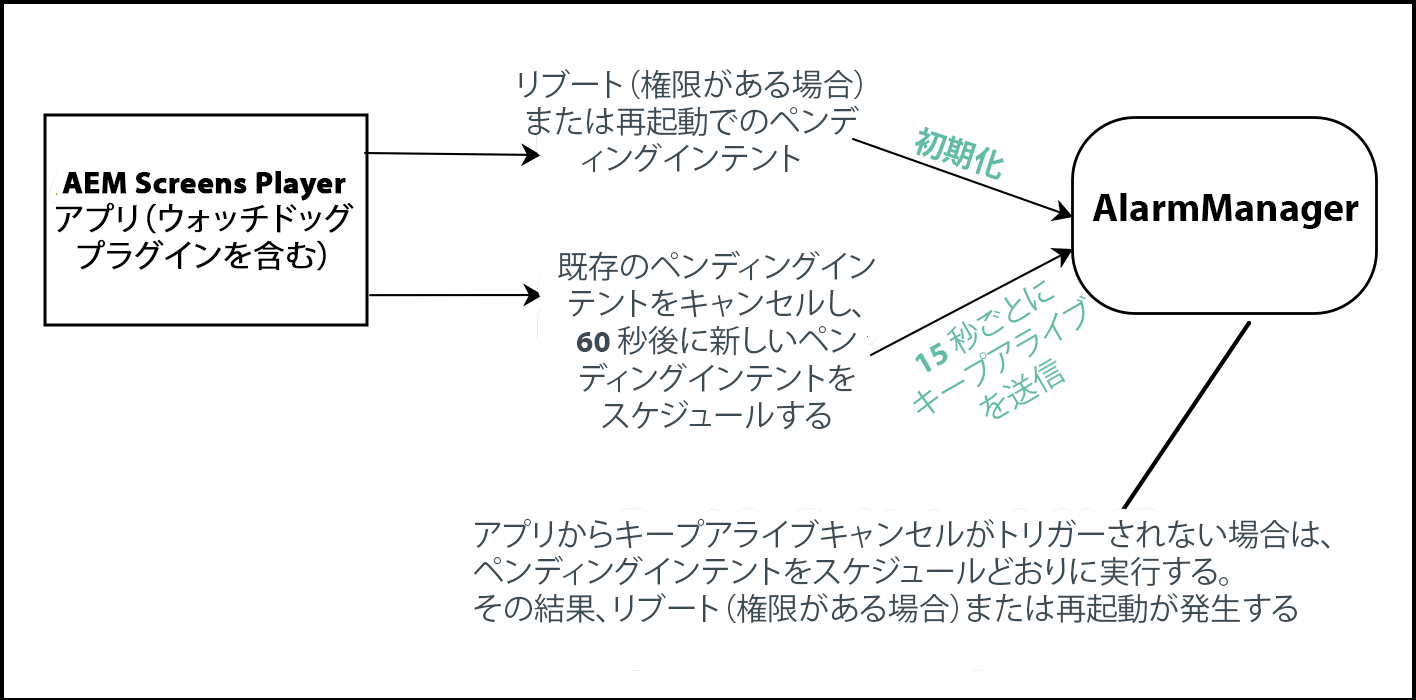 AEM Screens Player
アプリ（ウォッチドッグ
プラグインを含む）
リブート（権限がある場合）
または再起動でのペンデ
ィングインテント
初期化
AlarmManager
既存のペンディングイン
テントをキャンセルし、
60 秒後に新しいペン
ディングインテントを
スケジュールする
15 秒ごとに
キープアライブ
を送信
アプリからキープアライブキャンセルがトリガーされない場合は、
ペンディングインテントをスケジュールどおりに実行する。
その結果、リブート（権限がある場合）または再起動が発生する